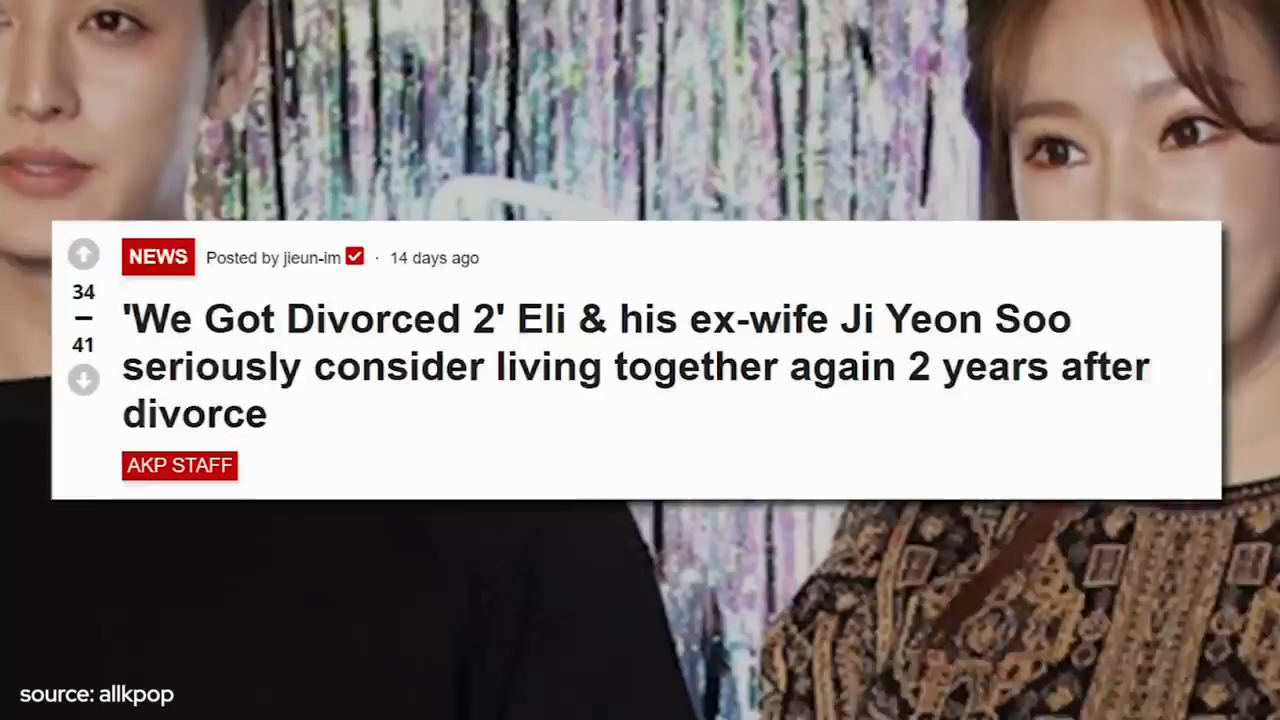 NEWS Posted by jieun-im · 14 days ago
34
41
'We Got Divorced 2' Eli & his ex-wife Ji Yeon Soo
seriously consider living together again 2 years after
divorce
AKP STAFF
source: allkpop